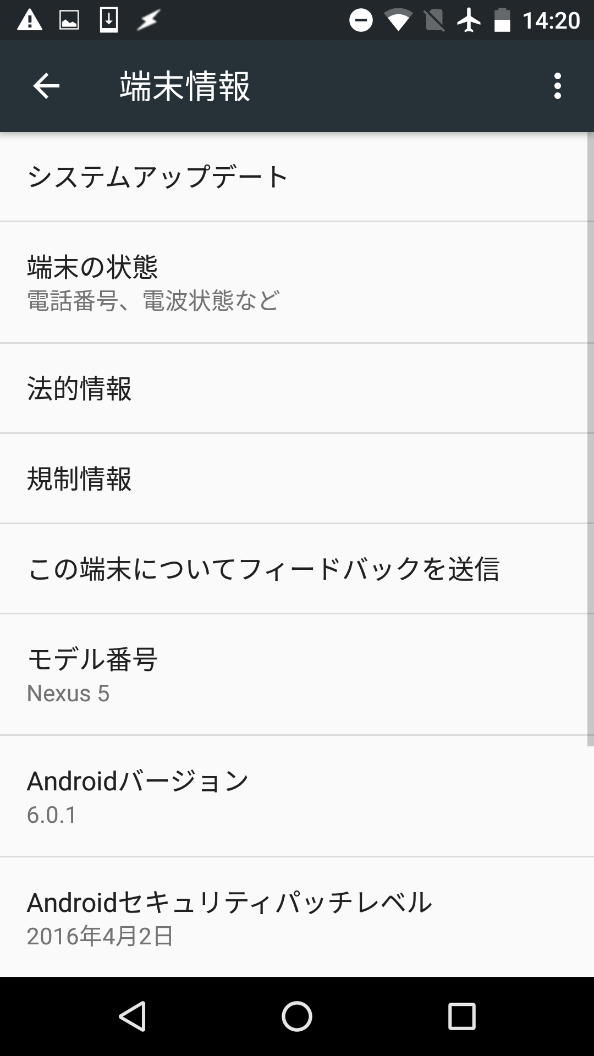 14:20
端末情報
システムアップデート
端末の状態
電話番号、電波状態など
法的情報
規制情報
この端末についてフィードバックを送信
モデル番号
Nexus 5
Androidバージョン
6.0.1
Androidセキュリティパッチレベル
2016年4月2日